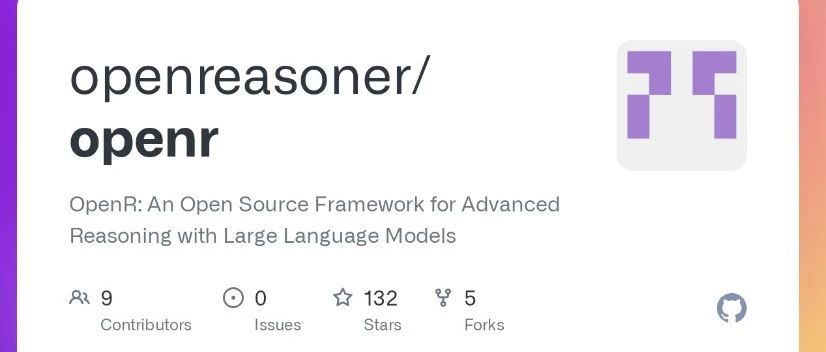 openreasoner/
openr
OpenR: An Open Source Framework for Advanced
Reasoning with Large Language Models
9 0 132 5
Contributors Issues Stars Forks